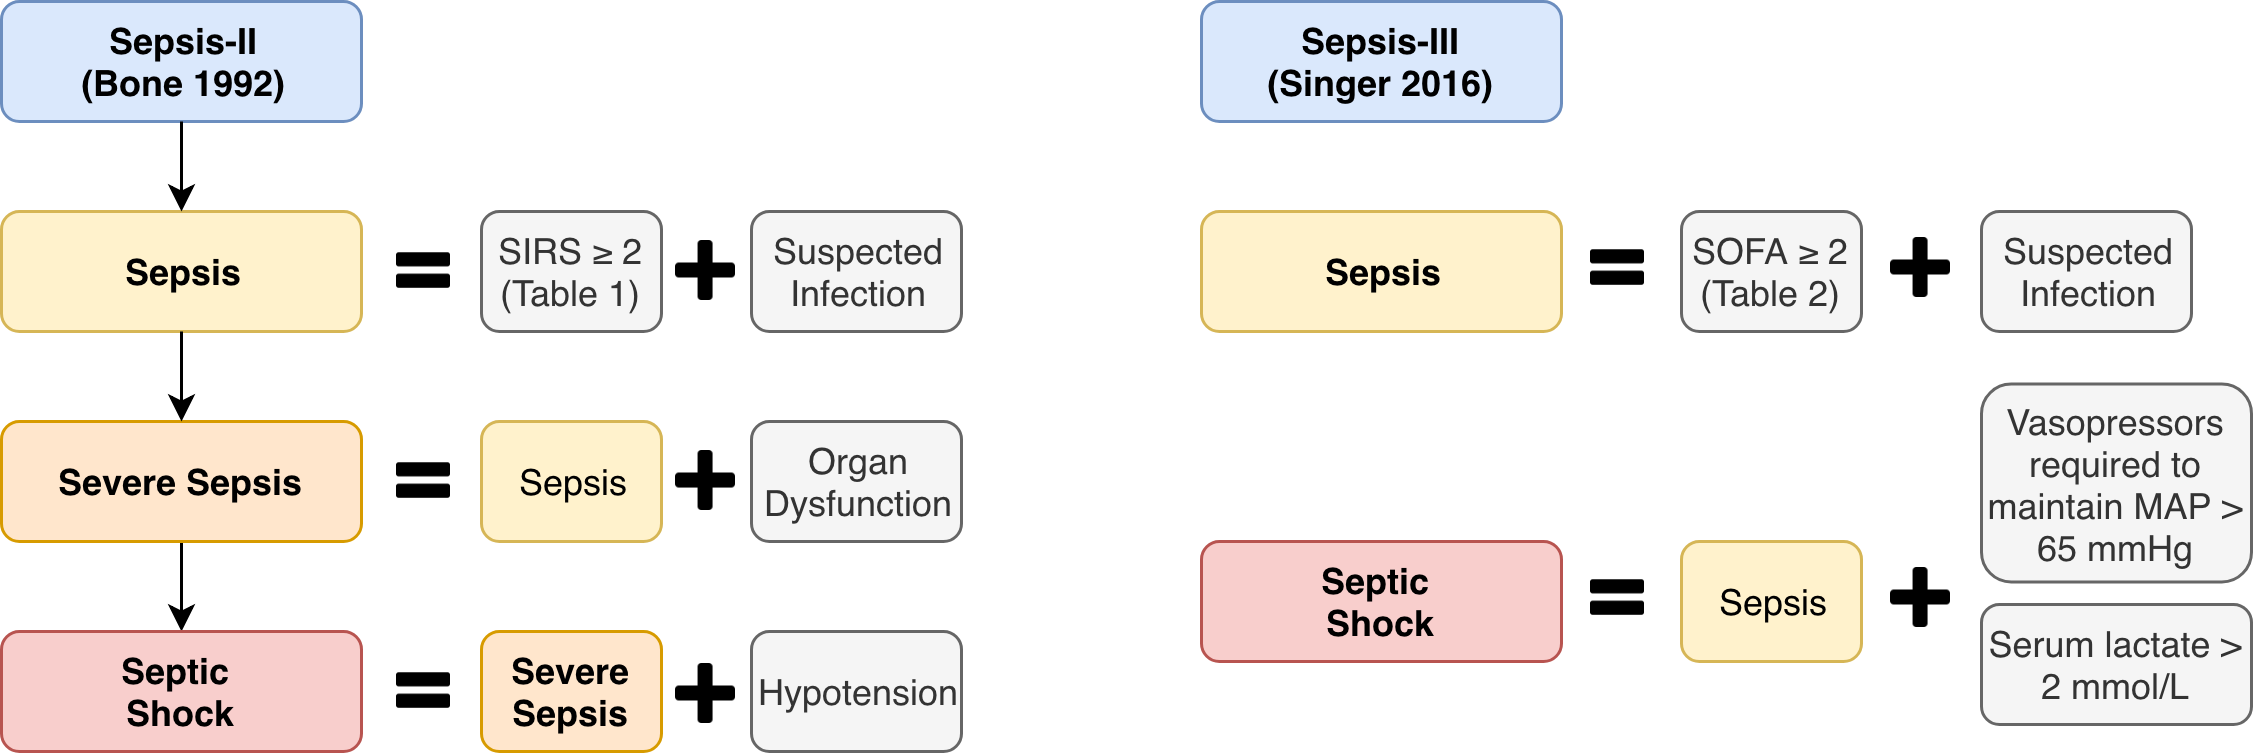 Sepsis-II
(Bone 1992)
Sepsis
SIRS ≥ 2
(Table 1)
Suspected
Infection
Severe Sepsis
Sepsis
Organ
Dysfunction
Septic
Shock
Severe
Sepsis
Hypotension
Sepsis-III
(Singer 2016)
Sepsis
SOFA ≥ 2
(Table 2)
Suspected
Infection
Septic
Shock
Sepsis
Vasopressors
required to
maintain MAP >
65 mmHg
Serum lactate >
2 mmol/L